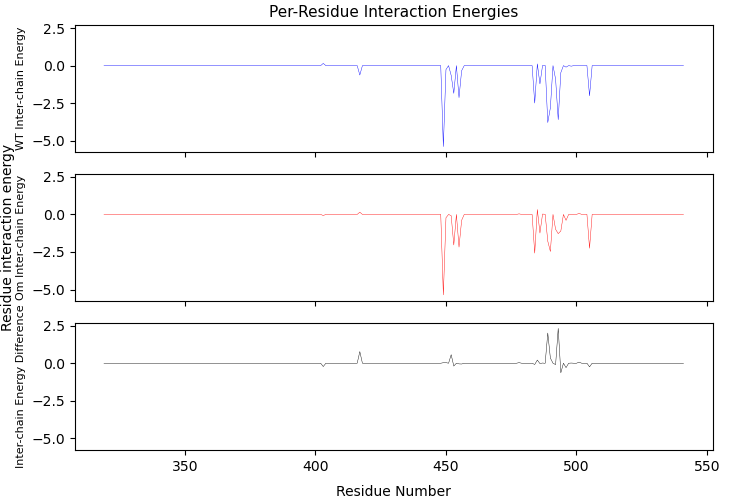 Per-Residue Interaction Energies
Residue interaction energy
WT Inter-chain Energy
2.5
0.0
−2.5
−5.0
Om Inter-chain Energy
2.5
0.0
−2.5
−5.0
Inter-chain Energy Difference
2.5
0.0
−2.5
−5.0
350 400 450 500 550
Residue Number